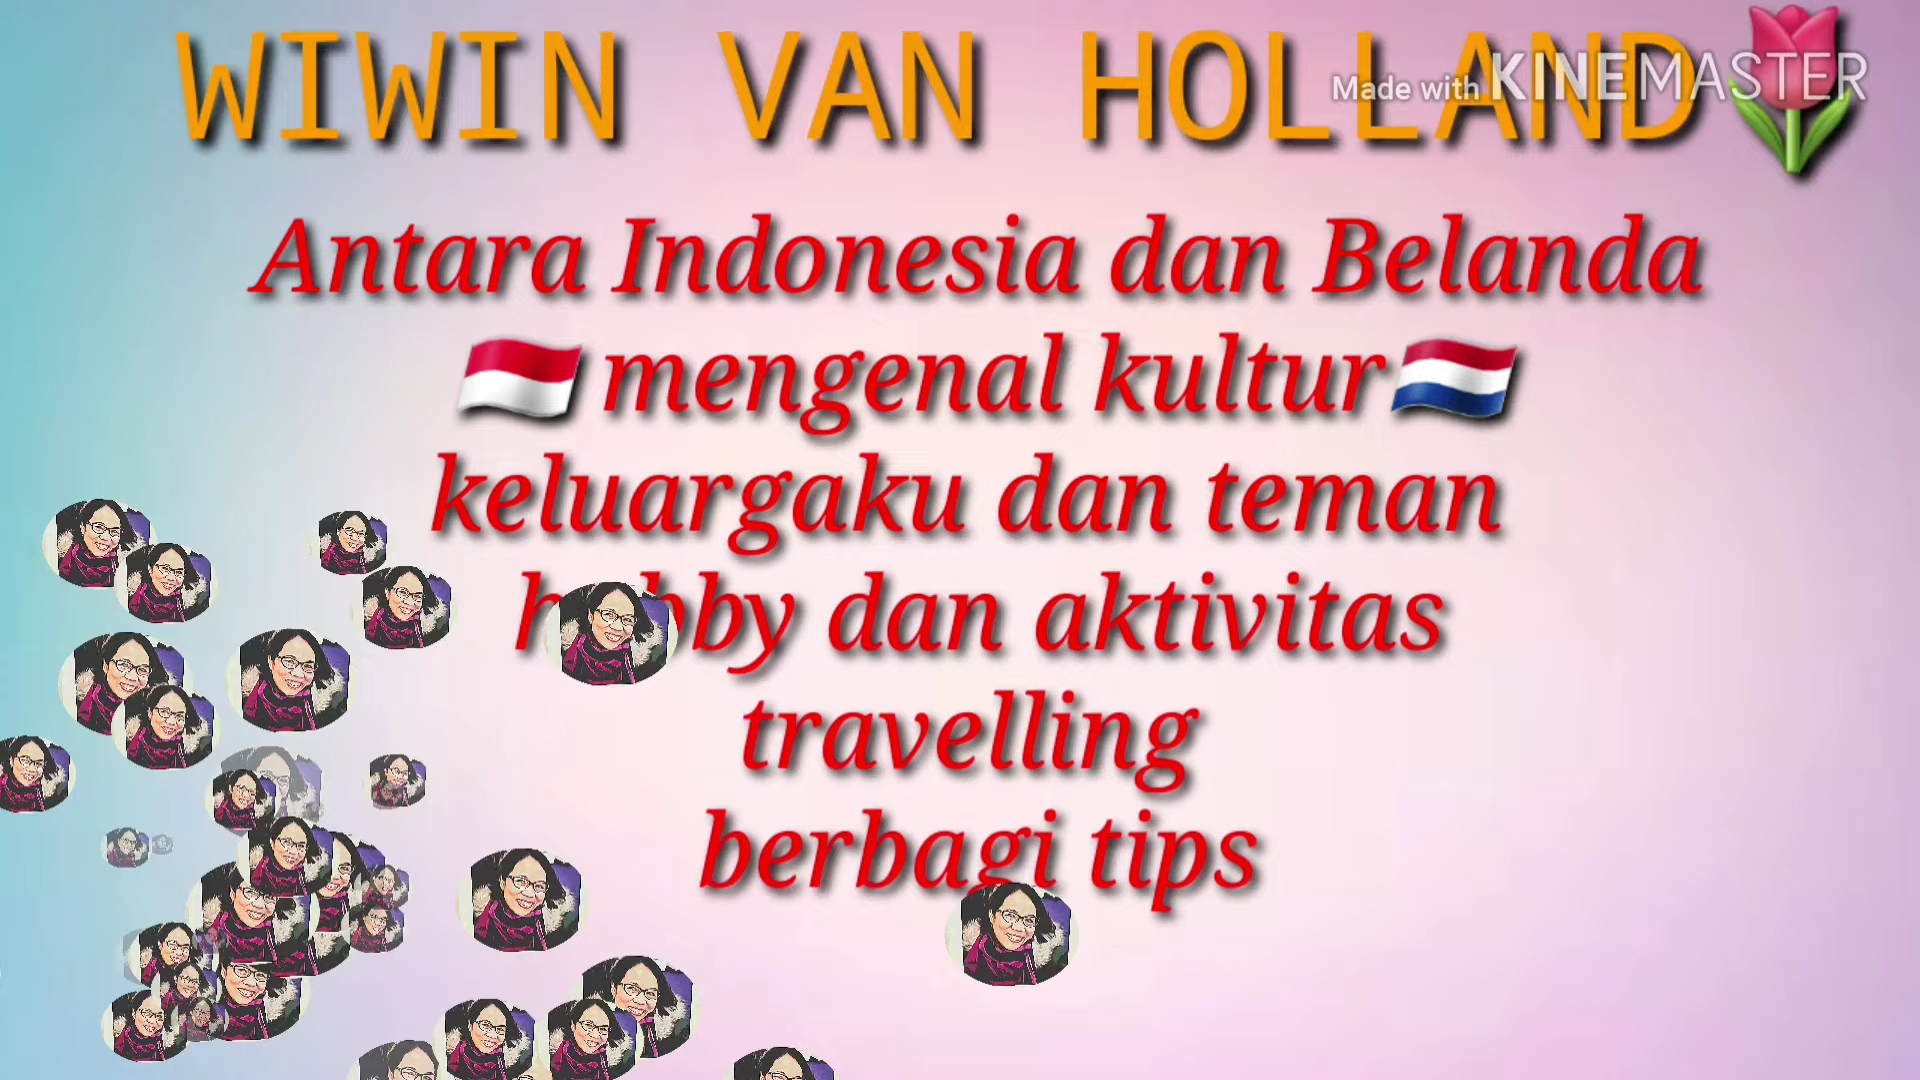 WIWIN VAN HOLLAND
Made with KINEMASTER
Antara Indonesia dan Belanda
mengenal kultur
keluargaku dan teman
dan aktivitas
travelling
berbagi tips